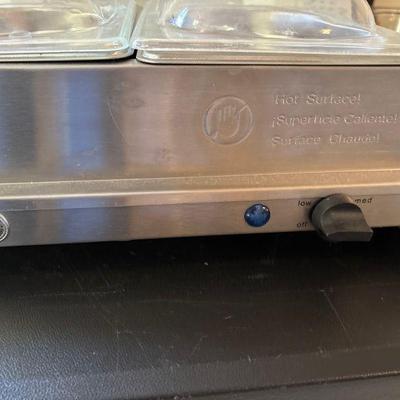 Hot Surface!
¡Superficie Caliente!
Surface Chaude!
low med
off